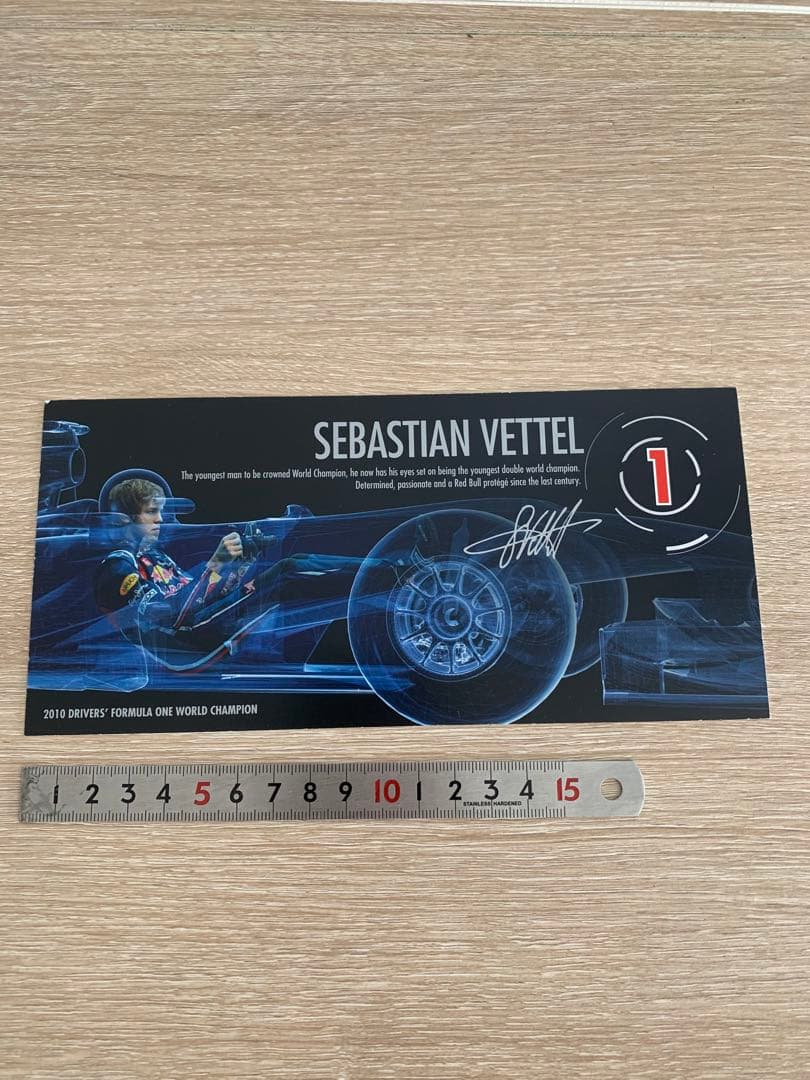 SEBASTIAN VETTEL
1
The youngest man to be crowned World Champion, he now has his eyes set on being the youngest double world champion.
Determined, passionate and a Red Bull protégé since the last century.
2010 DRIVERS' FORMULA ONE WORLD CHAMPION
1 2 3 4 5 6 7 8 9 10 1 2 3 4 15
STAINLESS HARDENED